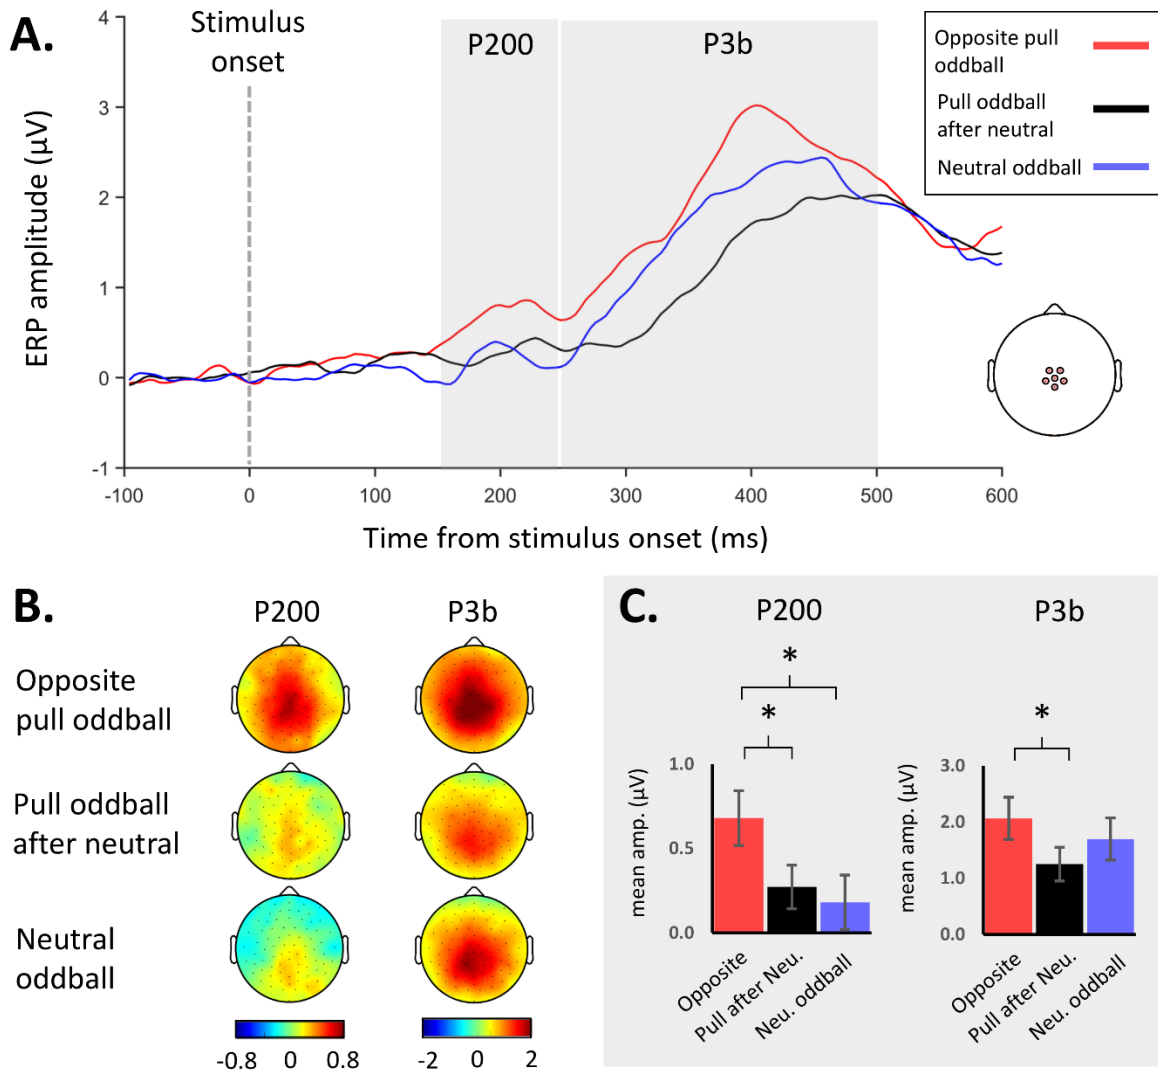 A.
Stimulus
onset
P200
P3b
Opposite pull
oddball
Pull oddball
after neutral
Neutral oddball
ERP amplitude (µV)
4
3
2
1
0
-1
-100
0
100
200
300
400
500
600
Time from stimulus onset (ms)
B.
P200
P3b
Opposite
pull oddball
Pull oddball
after neutral
Neutral
oddball
-0.8
0
0.8
-2
0
2
C.
P200
P3b
*
*
*
mean amp. (µV)
1.0
0.5
0.0
Opposite
Pull after Neu.
Neu. oddball
mean amp. (µV)
3.0
2.0
1.0
0.0
Opposite
Pull after Neu.
Neu. oddball